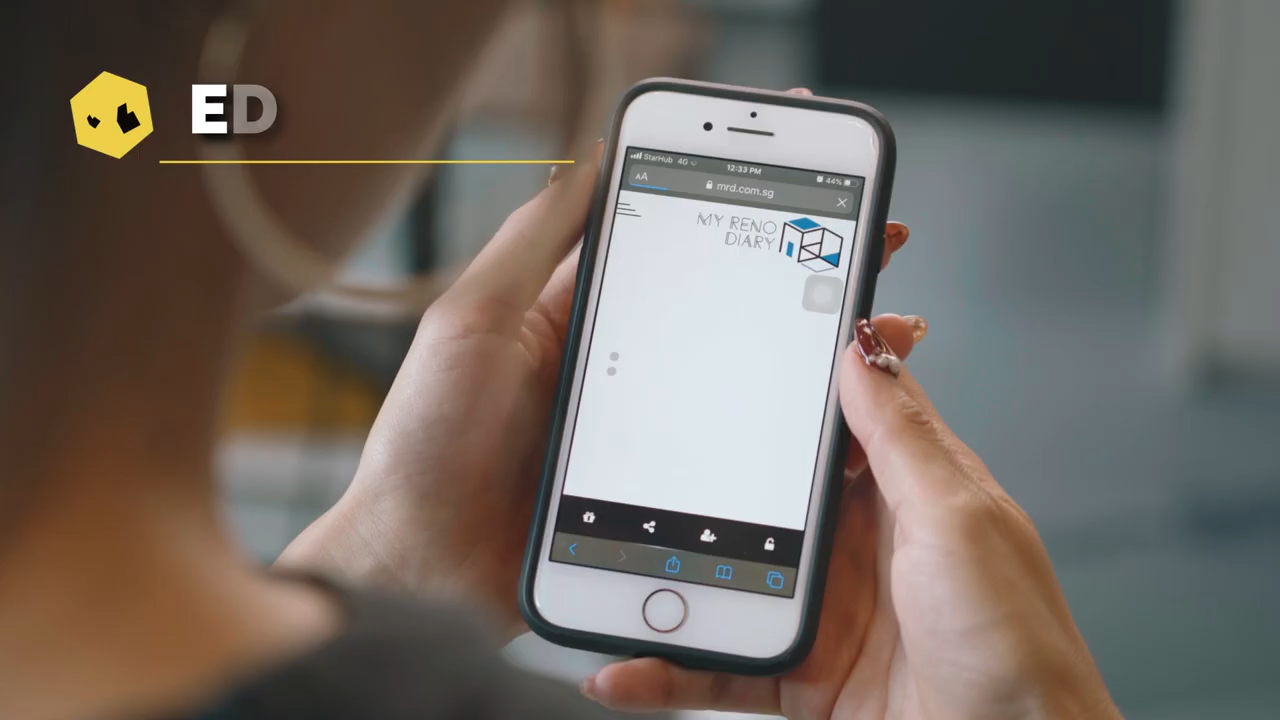 ED
StarHub 4G
12:33 PM
44%
AA
mrd.com.sg
MY RENO
DIARY